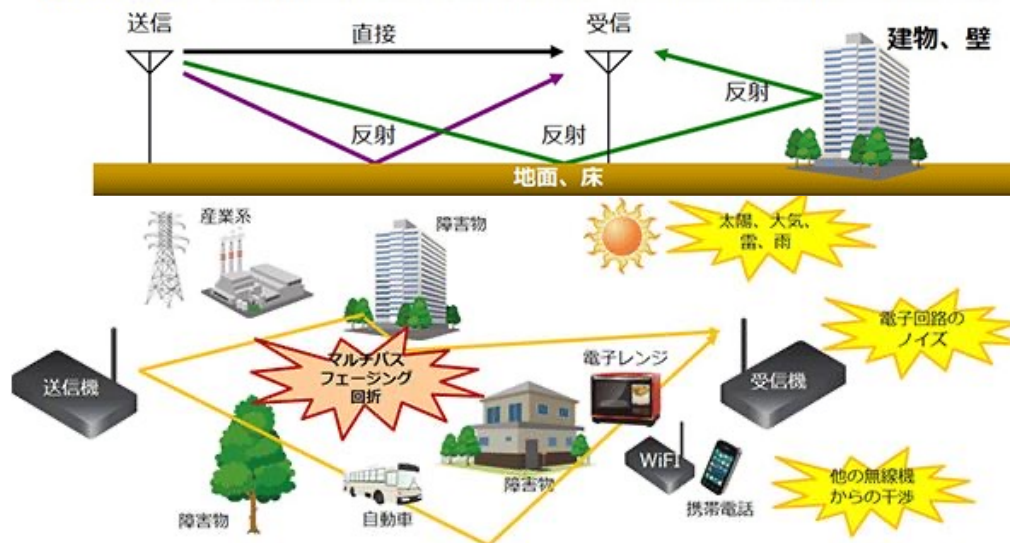 送信
直接
受信
建物、壁
反射
反射
反射
地面、床
産業系
障害物
太陽、大気、
雷、雨
電子回路の
ノイズ
マルチパス
フェージング
回折
電子レンジ
送信機
受信機
WiFI
障害物
携帯電話
他の無線機
からの干渉
障害物
自動車